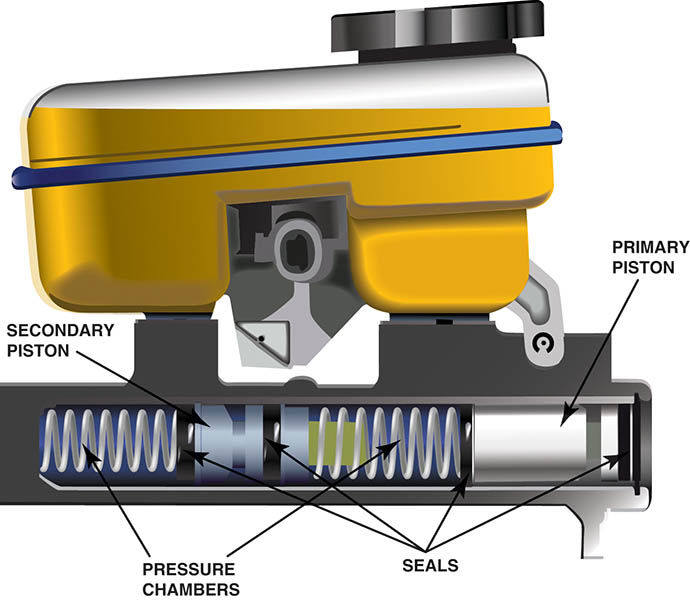 PRIMARY
PISTON
SECONDARY
PISTON
SEALS
PRESSURE
CHAMBERS